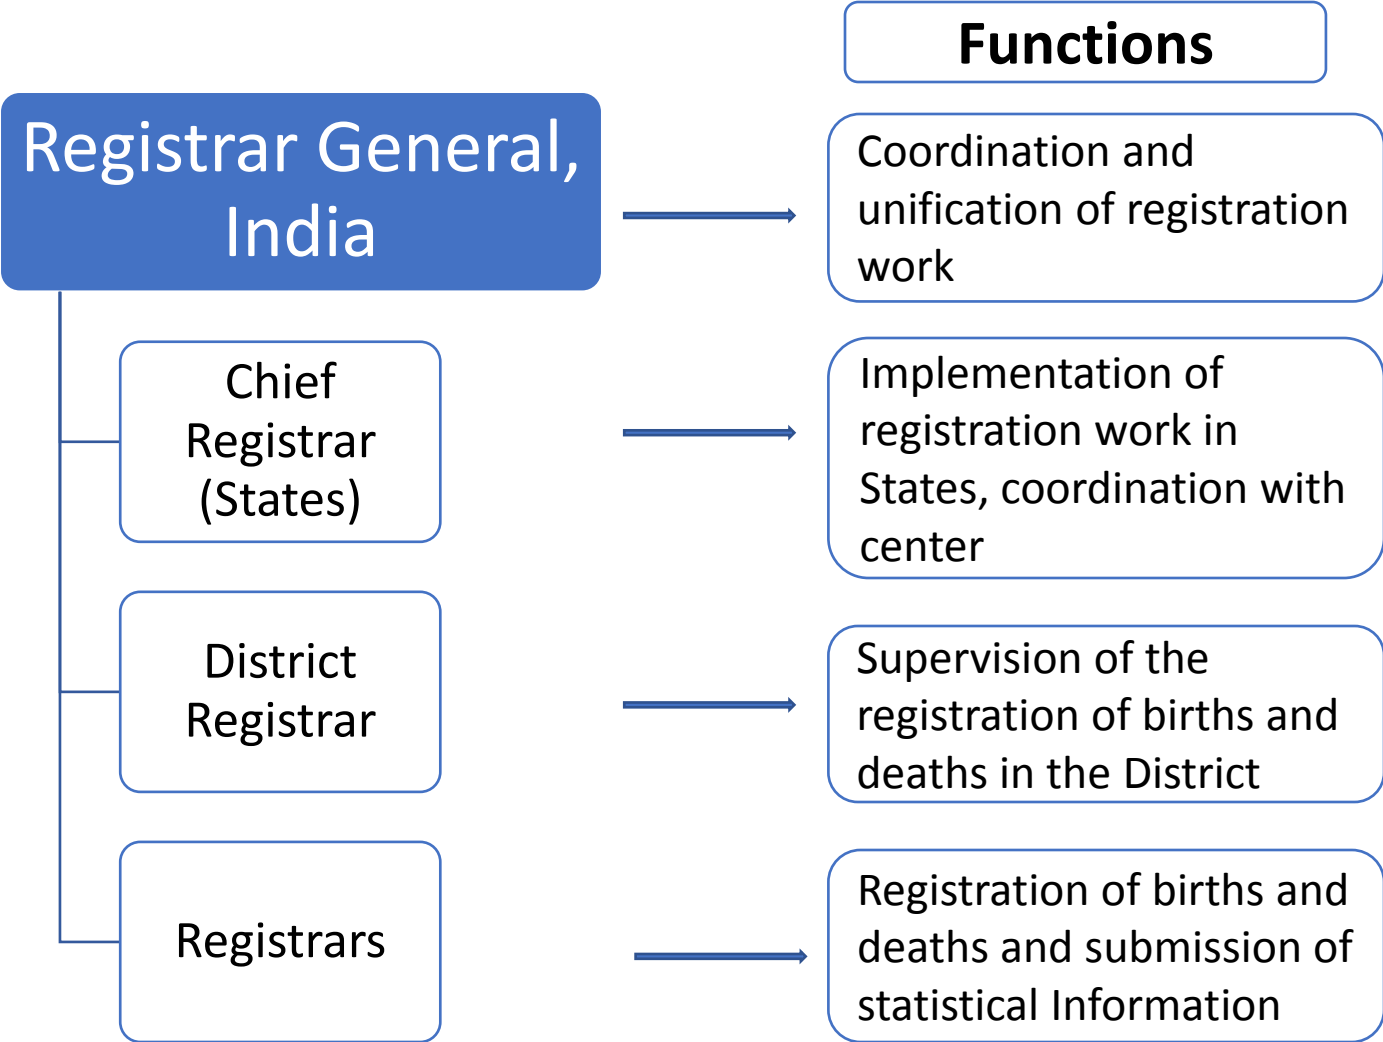 Functions
Registrar General,
India
Coordination and
unification of registration
work
Chief
Registrar
(States)
Implementation of
registration work in
States, coordination with
center
District
Registrar
Supervision of the
registration of births and
deaths in the District
Registrars
Registration of births and
deaths and submission of
statistical Information